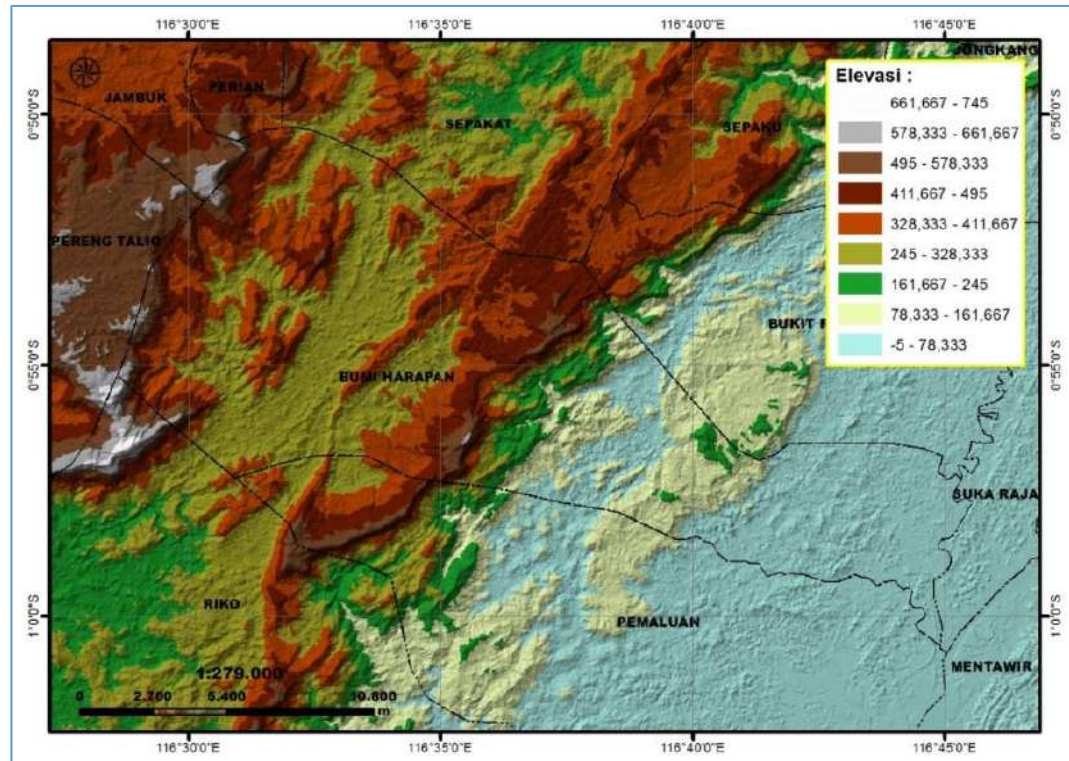 116°30'0"E 116°35'0"E 116°40'0"E 116°45'0"E
JONGKANG
Elevasi :
661,667 - 745
578,333 - 661,667
495 - 578,333
411,667 - 495
328,333 - 411,667
245 - 328,333
161,667 - 245
78,333 - 161,667
-5 - 78,333
PERIAN
JAMBUK
0°50'0"S 0°50'0"S
SEPAKAT
SEPAKU
PERENG TALIO
BUKIT
0°55'0"S 0°55'0"S
BUMI HARAPAN
SUKA RAJA
RIKO
1°0'0"S 1°0'0"S
PEMALUAN
MENTAWIR
1:279.000
0 2.700 5.400 10.800
m
116°30'0"E 116°35'0"E 116°40'0"E 116°45'0"E